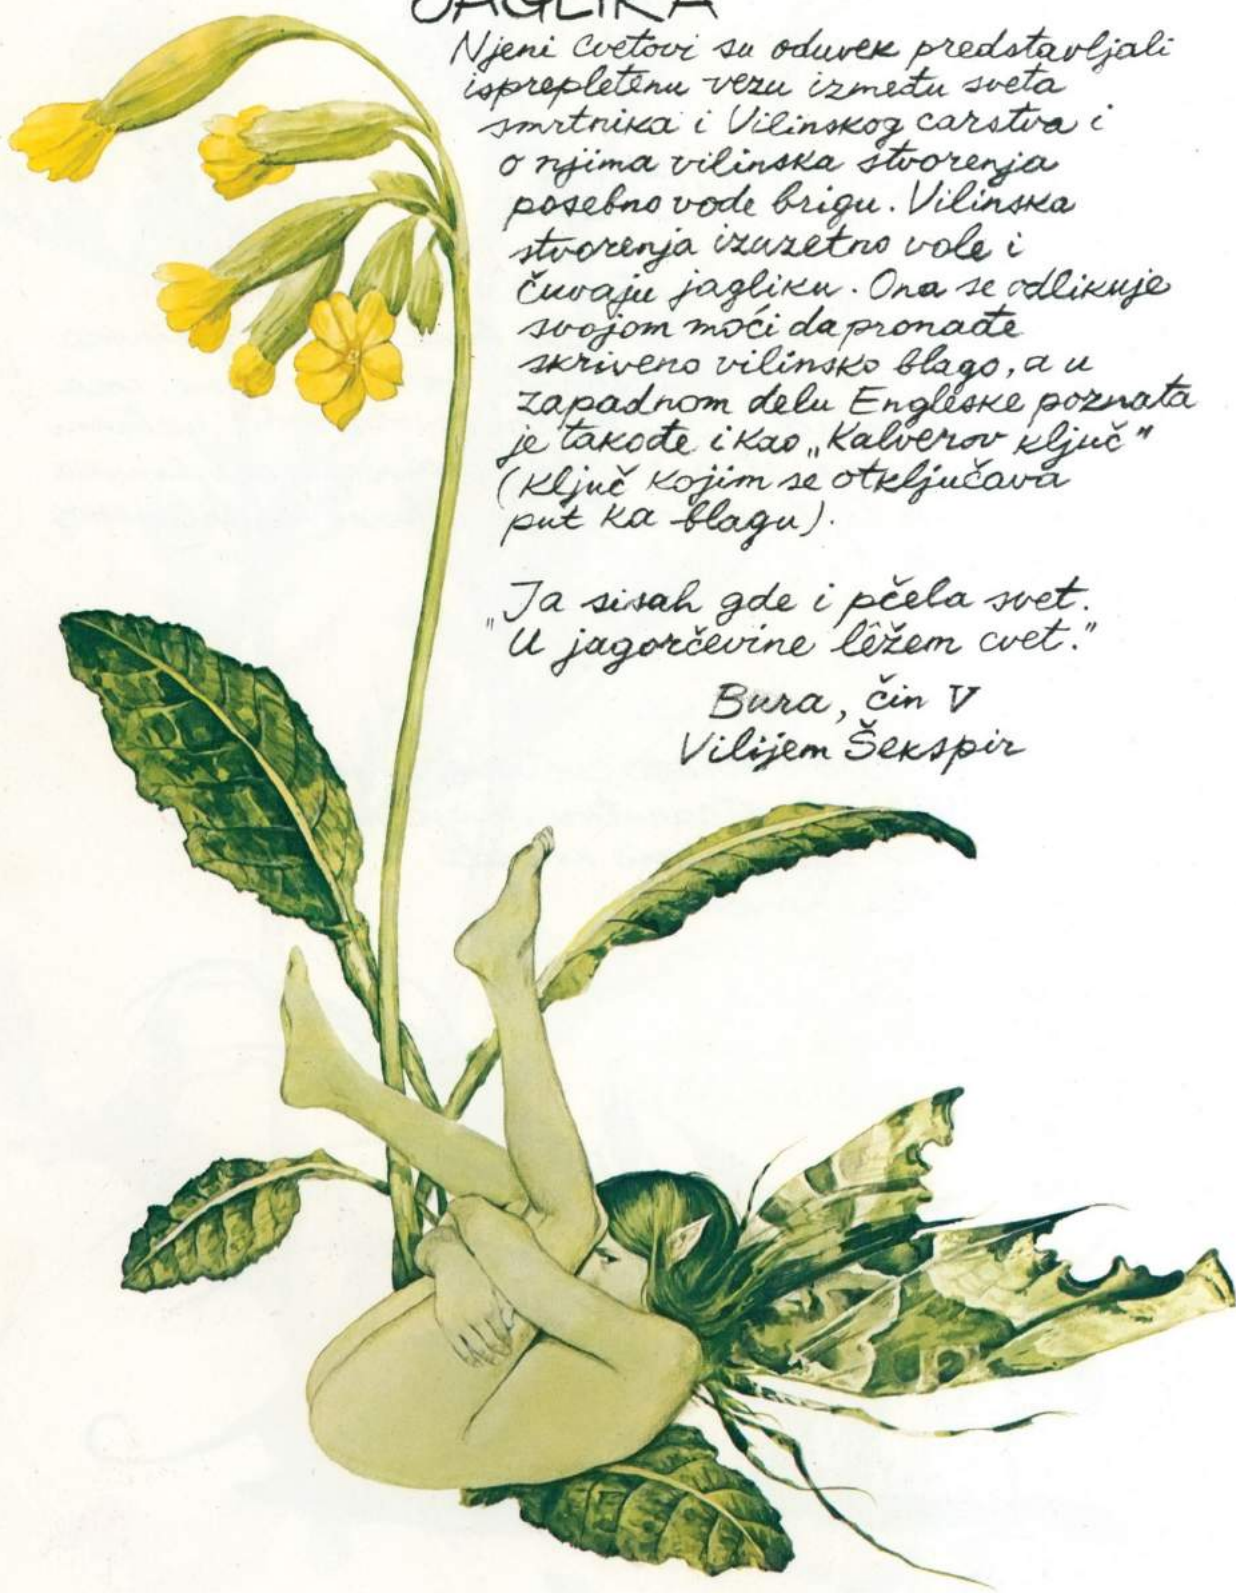 JAGLIKA
Njeni cvetovi su oduvek predstavljali
isprepletenu vezu između sveta
smrtnika i Vilinskog carstva i
o njima vilinska stvorenja
posebno vode brigu. Vilinska
stvorenja izuzetno vole i
čuvaju jagliku. Ona se odlikuje
svojom moći da pronađe
skriveno vilinsko blago, a u
zapadnom delu Engleske poznata
je takođe i kao „Kalverov ključ"
(ključ kojim se otključava
put ka blagu).
"Ja sisah gde i pčela svet.
U jagorčevine lêžem cvet."
Bura, čin V
Vilijem Šekspir